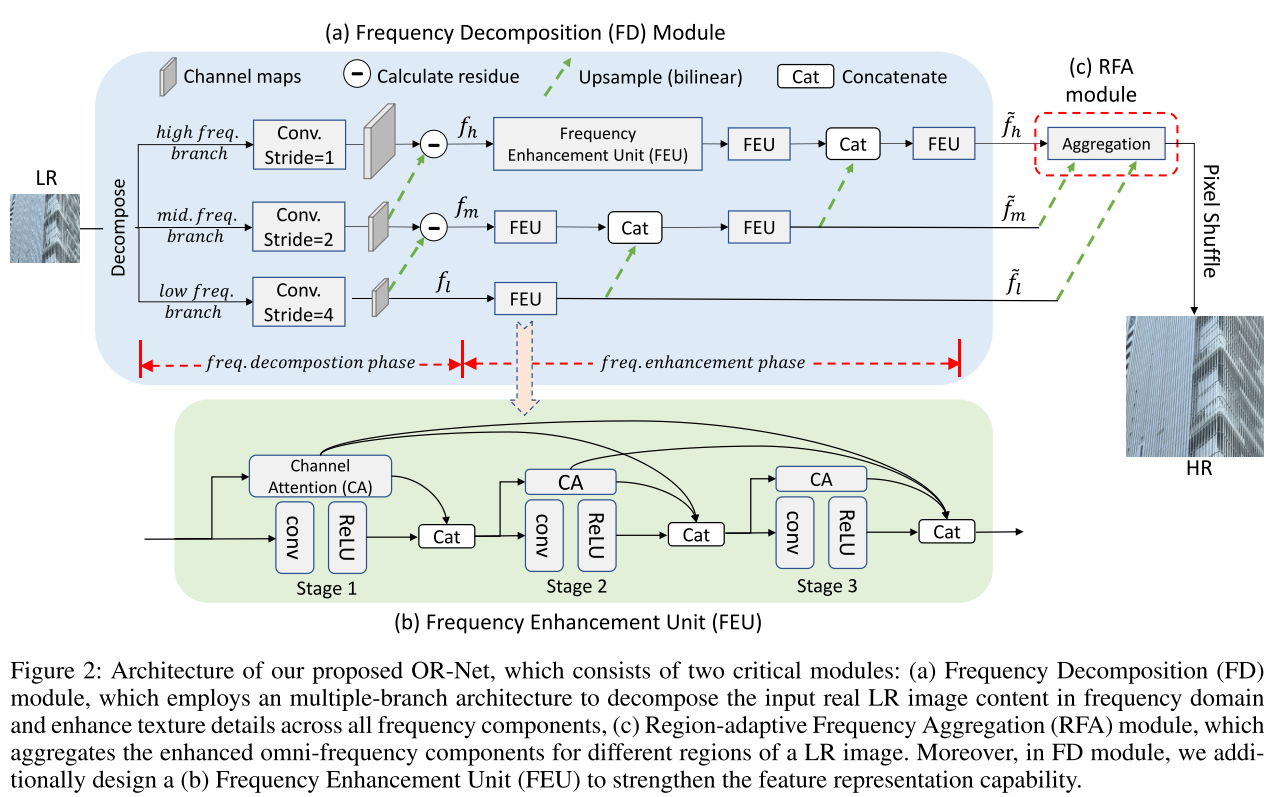 (a) Frequency Decomposition (FD) Module
Channel maps
Calculate residue
Upsample (bilinear)
Cat
Concatenate
(c) RFA
module
LR
Decompose
high freq.
branch
Conv.
Stride=1
-
f_h
Frequency
Enhancement Unit (FEU)
FEU
Cat
FEU
f̃_h
Aggregation
mid. freq.
branch
Conv.
Stride=2
-
f_m
FEU
Cat
FEU
f̃_m
low freq.
branch
Conv.
Stride=4
f_l
FEU
f̃_l
Pixel Shuffle
HR
freq. decompostion phase
freq. enhancement phase
Channel
Attention (CA)
conv
ReLU
Cat
Stage 1
CA
conv
ReLU
Cat
Stage 2
CA
conv
ReLU
Cat
Stage 3
(b) Frequency Enhancement Unit (FEU)
Figure 2: Architecture of our proposed OR-Net, which consists of two critical modules: (a) Frequency Decomposition (FD)
module, which employs an multiple-branch architecture to decompose the input real LR image content in frequency domain
and enhance texture details across all frequency components, (c) Region-adaptive Frequency Aggregation (RFA) module, which
aggregates the enhanced omni-frequency components for different regions of a LR image. Moreover, in FD module, we addi-
tionally design a (b) Frequency Enhancement Unit (FEU) to strengthen the feature representation capability.